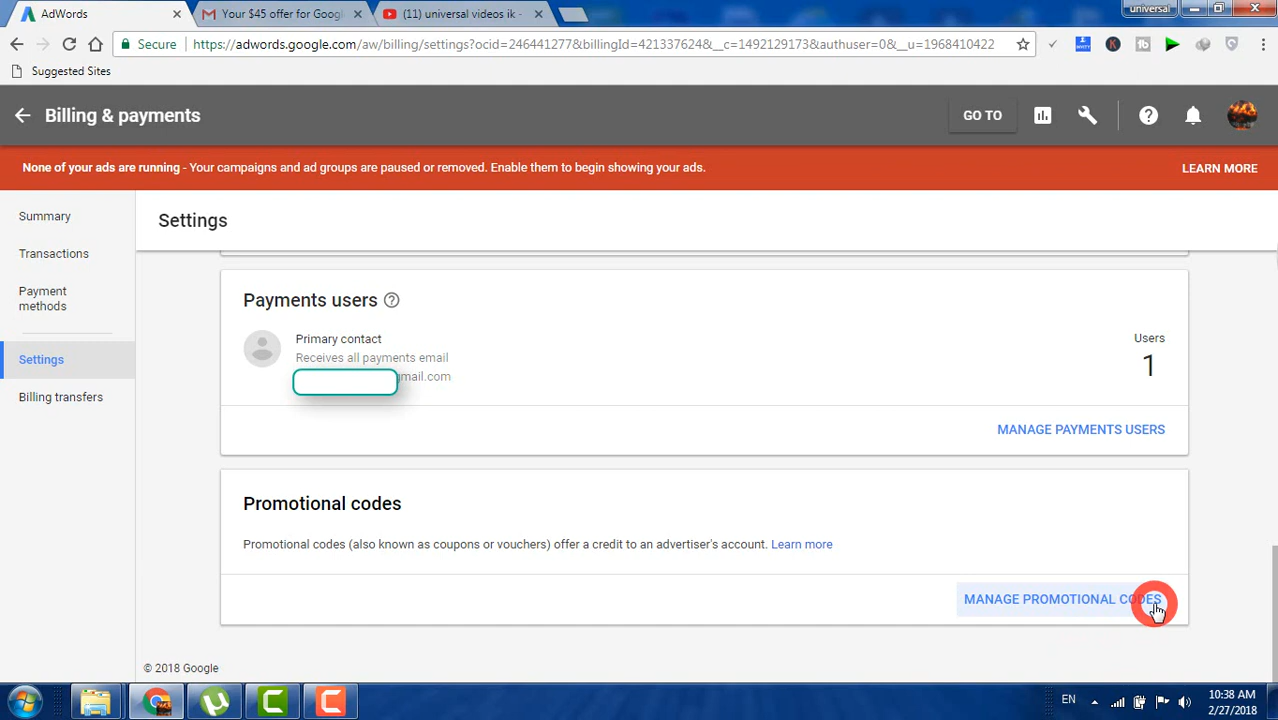 AdWords
Your $45 offer for Googl
(11) universal videos ik -
universal
Secure
https://adwords.google.com/aw/billing/settings?ocid=246441277&billingId=4213376247&__c=1492129173&authuser=0&__u=1968410422
Suggested Sites
Billing & payments
GO TO
None of your ads are running - Your campaigns and ad groups are paused or removed. Enable them to begin showing your ads.
LEARN MORE
Summary
Transactions
Payment
methods
Settings
Billing transfers
Settings
Payments users
Primary contact
Receives all payments email
gmail.com
Users
1
MANAGE PAYMENTS USERS
Promotional codes
Promotional codes (also known as coupons or vouchers) offer a credit to an advertiser's account. Learn more
MANAGE PROMOTIONAL CODES
© 2018 Google
EN
10:38 AM
2/27/2018